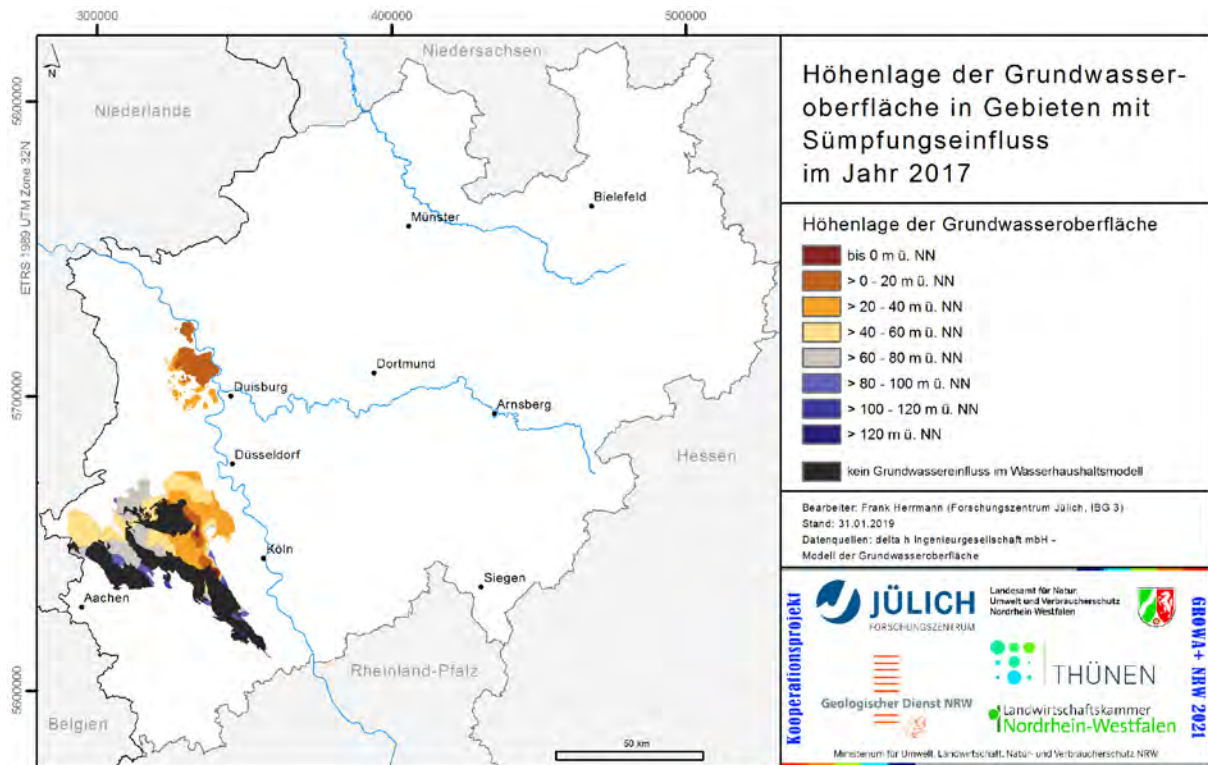 300000
400000
500000
5800000
5700000
5600000
ETRS 1989 UTM Zone 32N
N
Niedersachsen
Niederlande
Bielefeld
Münster
Dortmund
Duisburg
Arnsberg
Düsseldorf
Hessen
Köln
Siegen
Aachen
Rheinland-Pfalz
Belgien
50 km
Höhenlage der Grundwasser-
oberfläche in Gebieten mit
Sümpfungseinfluss
im Jahr 2017
Höhenlage der Grundwasseroberfläche
bis 0 m ü. NN
> 0 - 20 m ü. NN
> 20 - 40 m ü. NN
> 40 - 60 m ü. NN
> 60 - 80 m ü. NN
> 80 - 100 m ü. NN
> 100 - 120 m ü. NN
> 120 m ü. NN
kein Grundwassereinfluss im Wasserhaushaltsmodell
Bearbeiter: Frank Herrmann (Forschungszentrum Jülich, IBG 3)
Stand: 31.01.2019
Datenquellen: delta h Ingenieurgesellschaft mbH -
Modell der Grundwasseroberfläche
Kooperationsprojekt
JÜLICH
FORSCHUNGSZENTRUM
Landesamt für Natur,
Umwelt und Verbraucherschutz
Nordrhein-Westfalen
GROWA+ NRW 2021
Geologischer Dienst NRW
THÜNEN
Landwirtschaftskammer
Nordrhein-Westfalen
Ministerium für Umwelt, Landwirtschaft, Natur- und Verbraucherschutz NRW